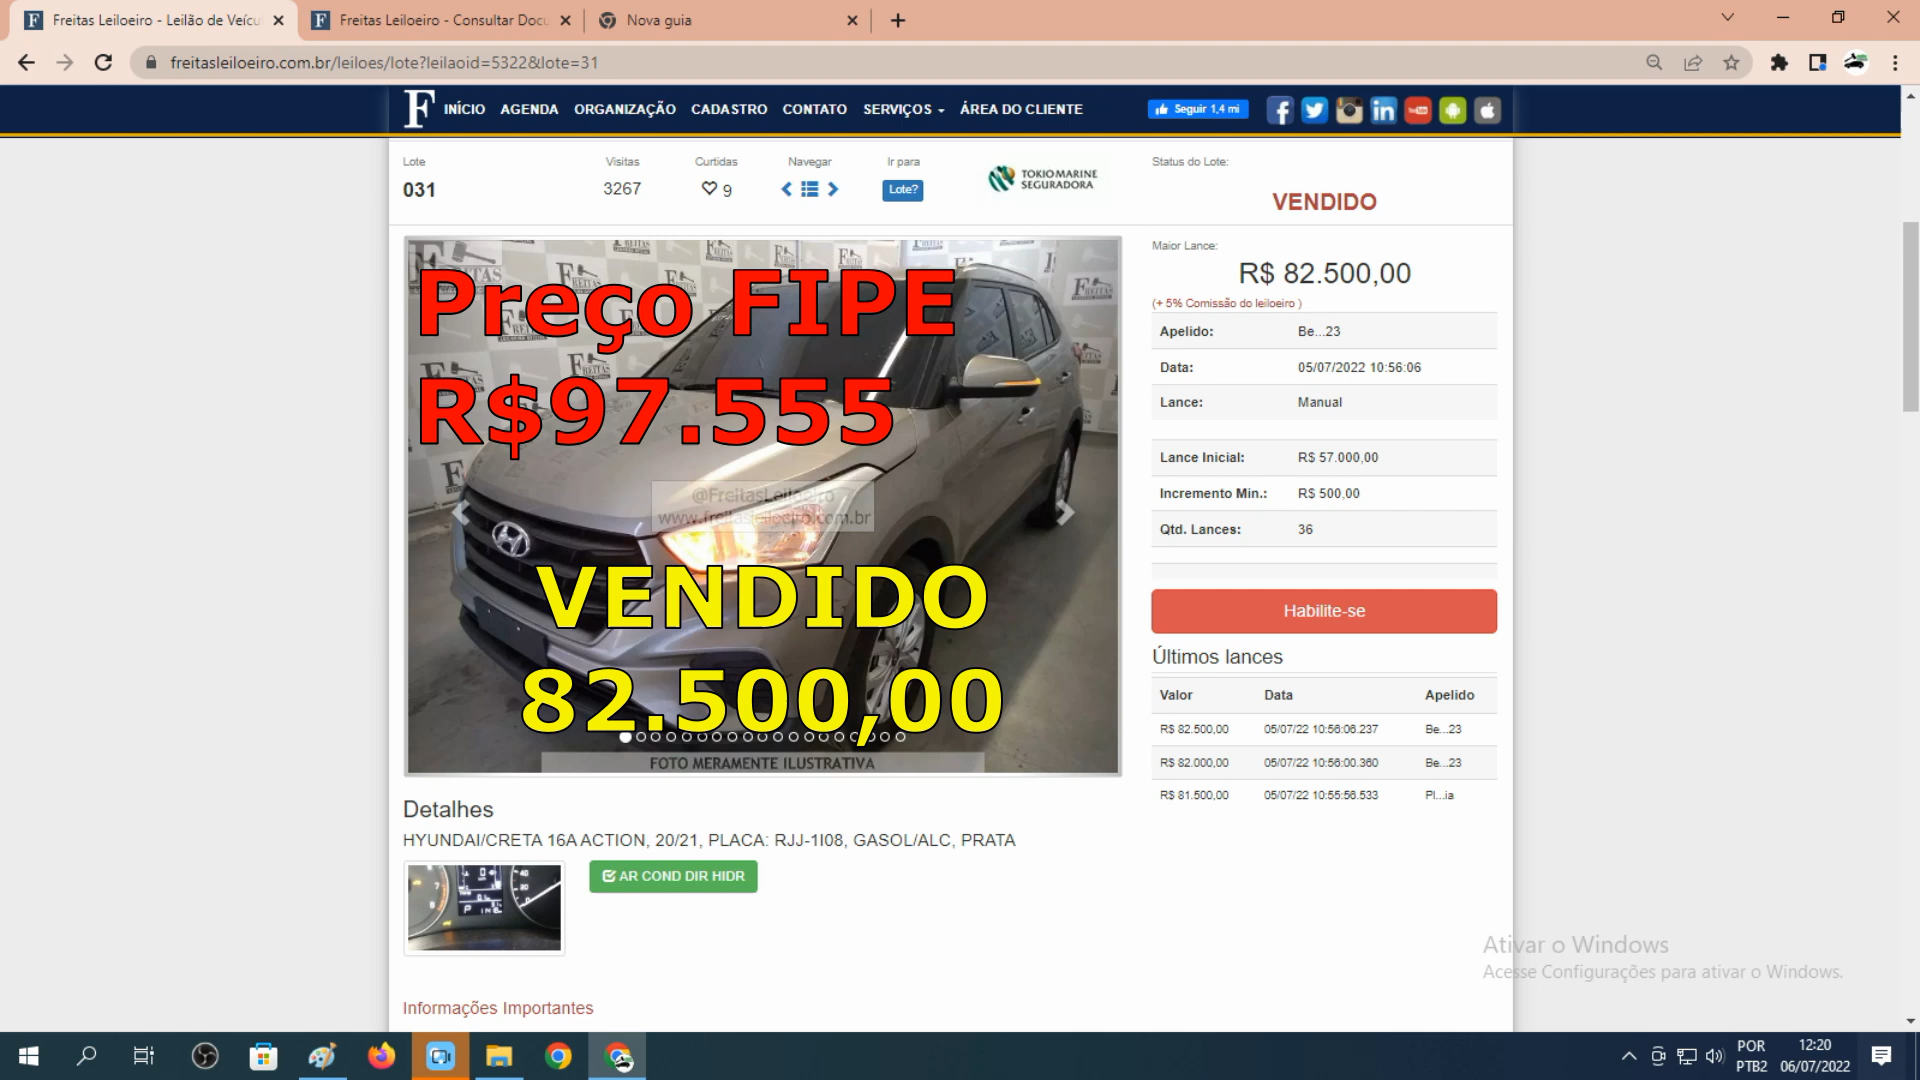 Freitas Leiloeiro - Leilão de Veícu
Freitas Leiloeiro - Consultar Docu
Nova guia
freitasleiloeiro.com.br/leiloes/lote?leilaoid=5322&lote=31
F
INÍCIO AGENDA ORGANIZAÇÃO CADASTRO CONTATO SERVIÇOS ÁREA DO CLIENTE
Seguir 1,4 mi
Lote
Visitas
Curtidas
Navegar
Ir para
031
3267
9
Lote?
TOKIO MARINE
SEGURADORA
Status do Lote:
VENDIDO
Preço FIPE
R$97.555
@FreitasLeiloeiro
www.freitasleiloeiro.com.br
VENDIDO
82.500,00
FOTO MERAMENTE ILUSTRATIVA
Maior Lance:
R$ 82.500,00
(+ 5% Comissão do leiloeiro )
Apelido: Be...23
Data: 05/07/2022 10:56:06
Lance: Manual
Lance Inicial: R$ 57.000,00
Incremento Min.: R$ 500,00
Qtd. Lances: 36
Habilite-se
Últimos lances
Valor Data Apelido
R$ 82.500,00 05/07/22 10:56:06.237 Be...23
R$ 82.000,00 05/07/22 10:56:00.360 Be...23
R$ 81.500,00 05/07/22 10:55:56.533 Pl...ia
Detalhes
HYUNDAI/CRETA 16A ACTION, 20/21, PLACA: RJJ-1I08, GASOL/ALC, PRATA
AR COND DIR HIDR
Informações Importantes
Ativar o Windows
Acesse Configurações para ativar o Windows.
POR
PTB2
12:20
06/07/2022